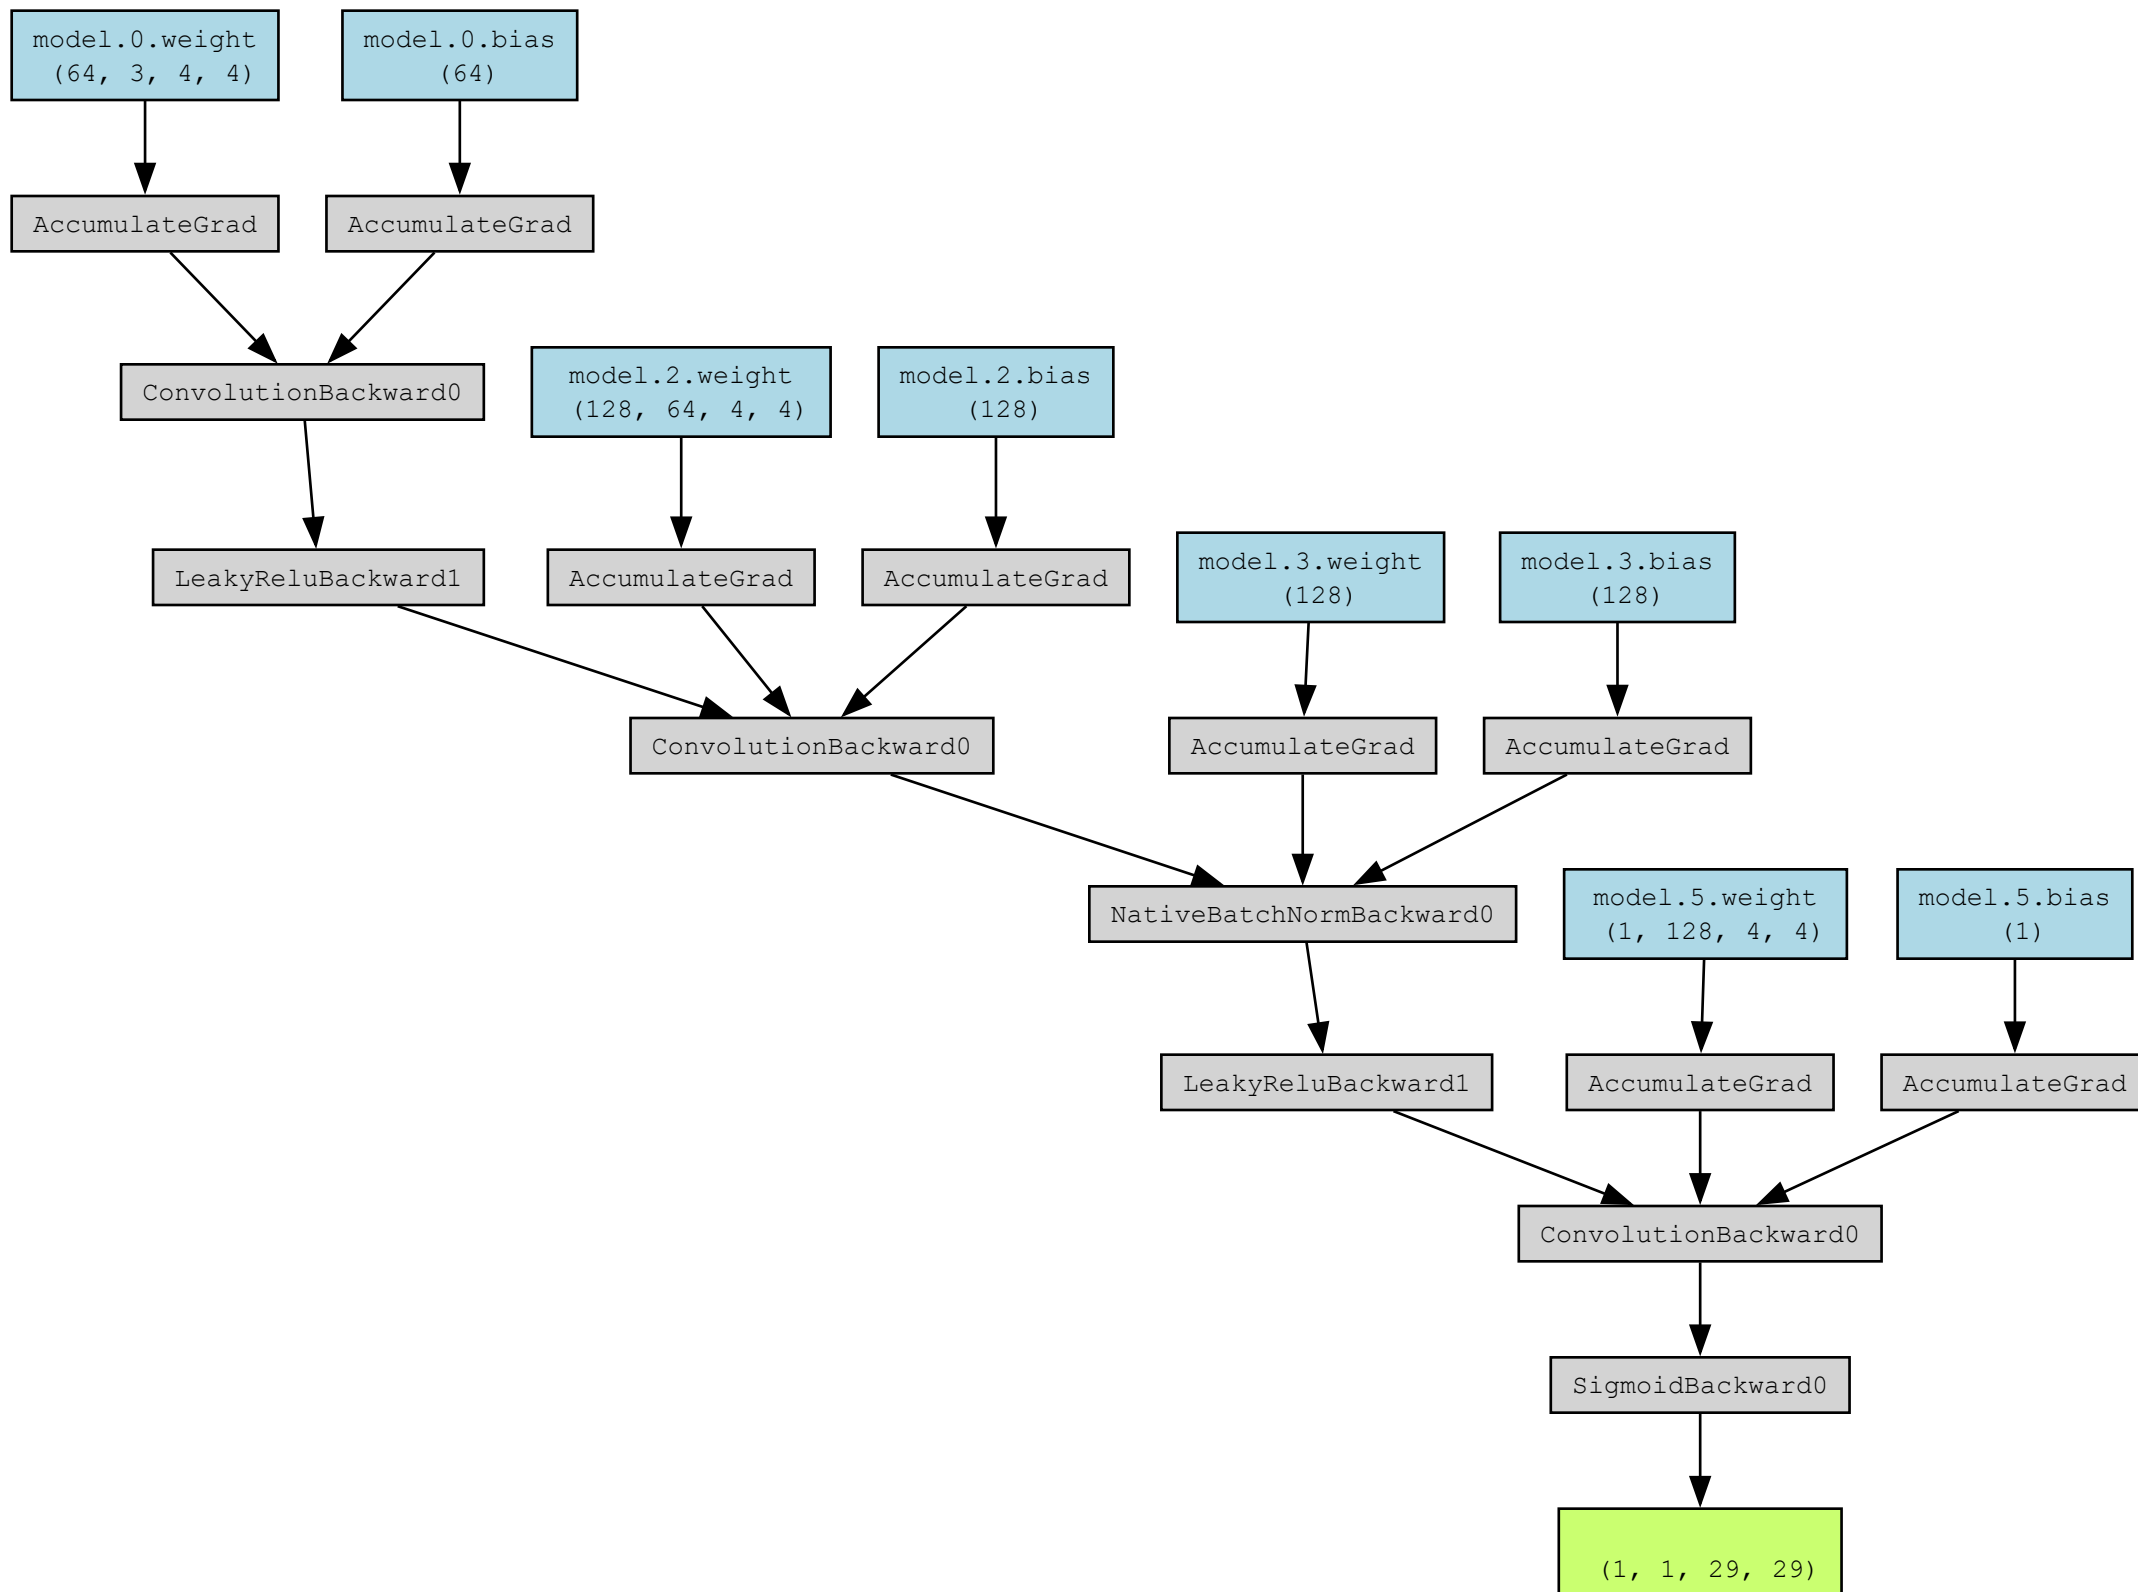 model.0.weight
(64, 3, 4, 4)
model.0.bias
(64)
AccumulateGrad
AccumulateGrad
ConvolutionBackward0
model.2.weight
(128, 64, 4, 4)
model.2.bias
(128)
LeakyReluBackward1
AccumulateGrad
AccumulateGrad
model.3.weight
(128)
model.3.bias
(128)
ConvolutionBackward0
AccumulateGrad
AccumulateGrad
NativeBatchNormBackward0
model.5.weight
(1, 128, 4, 4)
model.5.bias
(1)
LeakyReluBackward1
AccumulateGrad
AccumulateGrad
ConvolutionBackward0
SigmoidBackward0
(1, 1, 29, 29)